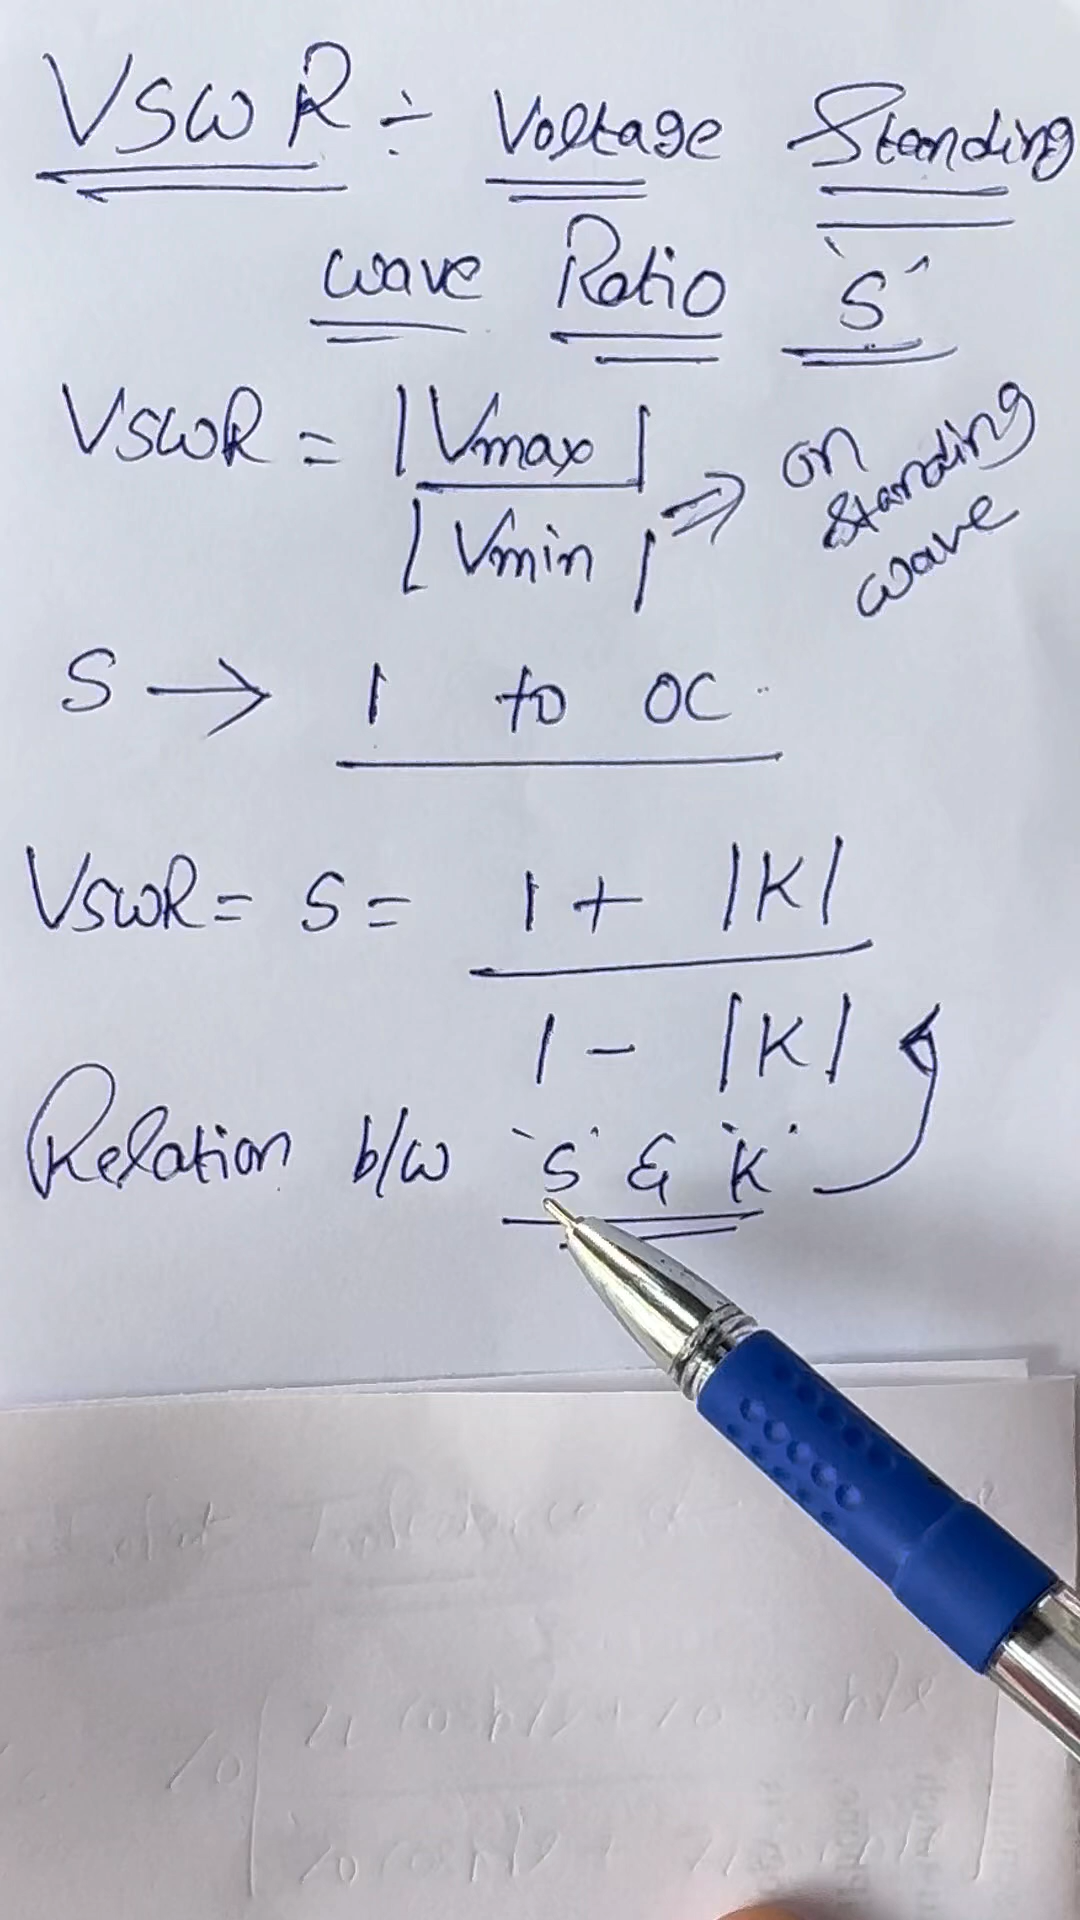 VSWR ÷ Voltage Standing
wave Ratio 'S'
VSWR = |Vmax| / |Vmin| ⇒ on standing wave
S → 1 to ∝
VSWR = S = 1 + |K| / 1 - |K|
Relation b/w 'S' & 'K'